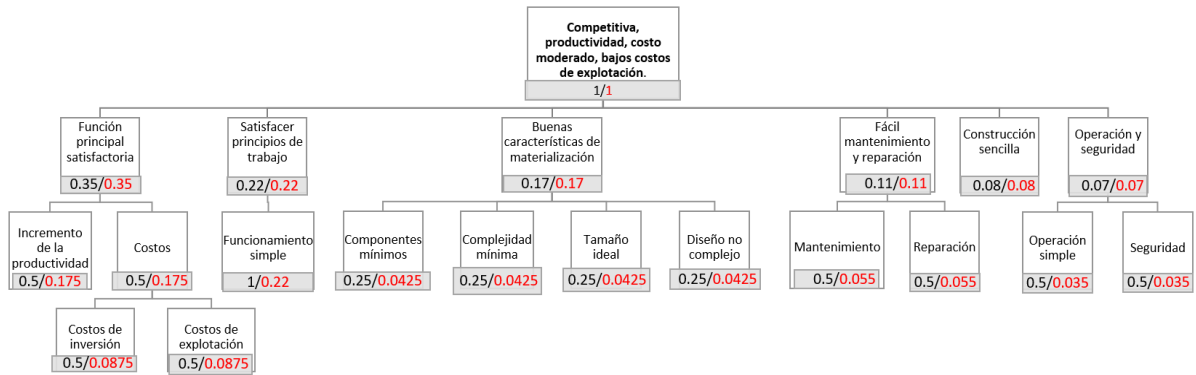 Competitiva,
productividad, costo
moderado, bajos costos
de explotación.
1/1
Función
principal
satisfactoria
0.35/0.35
Satisfacer
principios de
trabajo
0.22/0.22
Buenas
características de
materialización
0.17/0.17
Fácil
mantenimiento
y reparación
0.11/0.11
Construcción
sencilla
0.08/0.08
Operación y
seguridad
0.07/0.07
Incremento
de la
productividad
0.5/0.175
Costos
0.5/0.175
Funcionamiento
simple
1/0.22
Componentes
mínimos
0.25/0.0425
Complejidad
mínima
0.25/0.0425
Tamaño
ideal
0.25/0.0425
Diseño no
complejo
0.25/0.0425
Mantenimiento
0.5/0.055
Reparación
0.5/0.055
Operación
simple
0.5/0.035
Seguridad
0.5/0.035
Costos de
inversión
0.5/0.0875
Costos de
explotación
0.5/0.0875